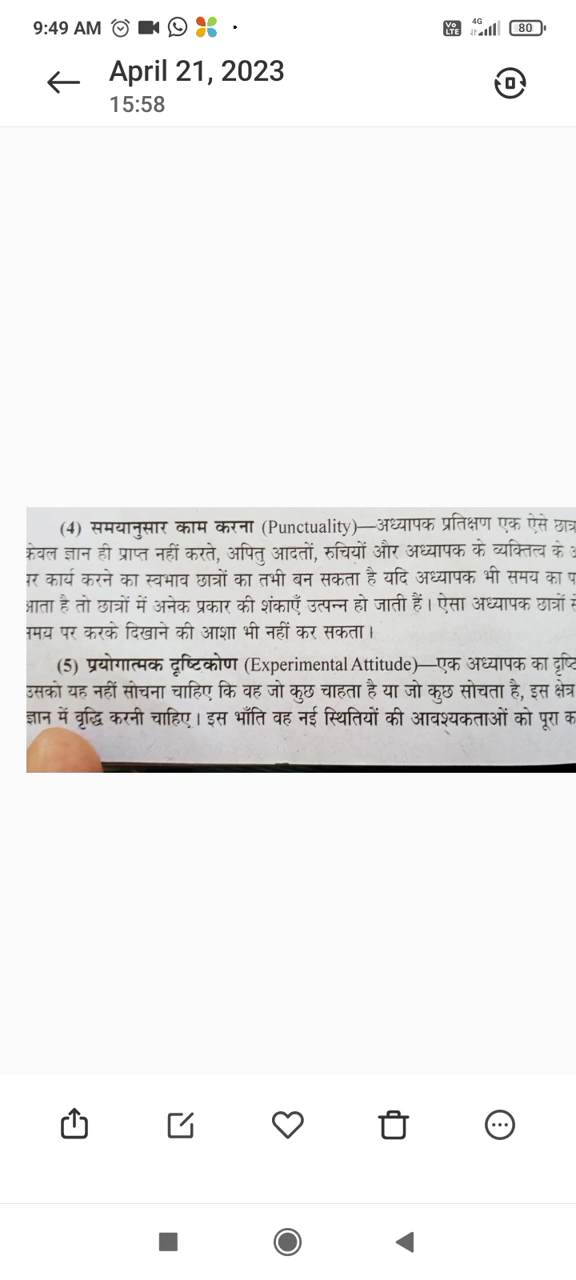 9:49 AM
Vo LTE 4G 80
April 21, 2023
15:58
(4) समयानुसार काम करना (Punctuality)—अध्यापक प्रतिक्षण एक ऐसे छात्र
केवल ज्ञान ही प्राप्त नहीं करते, अपितु आदतों, रुचियों और अध्यापक के व्यक्तित्व के
कार्य करने का स्वभाव छात्रों का तभी बन सकता है यदि अध्यापक भी समय का
आता है तो छात्रों में अनेक प्रकार की शंकाएँ उत्पन्न हो जाती हैं। ऐसा अध्यापक छात्रों
समय पर करके दिखाने की आशा भी नहीं कर सकता।
(5) प्रयोगात्मक दृष्टिकोण (Experimental Attitude)—एक अध्यापक का
उसको यह नहीं सोचना चाहिए कि वह जो कुछ चाहता है या जो कुछ सोचता है, इस क्षेत्र
ज्ञान में वृद्धि करनी चाहिए। इस भाँति वह नई स्थितियों की आवश्यकताओं को पूरा